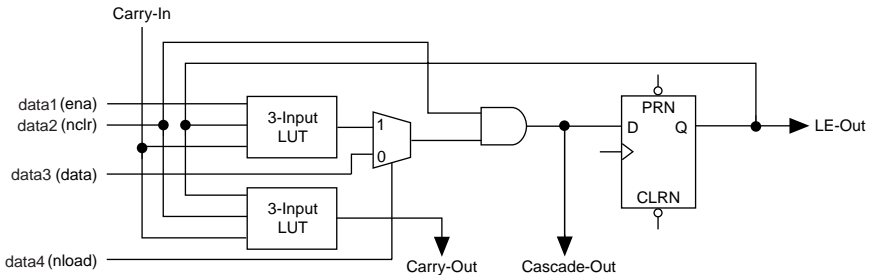 Carry-In
data1 (ena)
data2 (nclr)
3-Input
LUT
1
0
PRN
D
Q
CLRN
LE-Out
data3 (data)
3-Input
LUT
data4 (nload)
Carry-Out
Cascade-Out